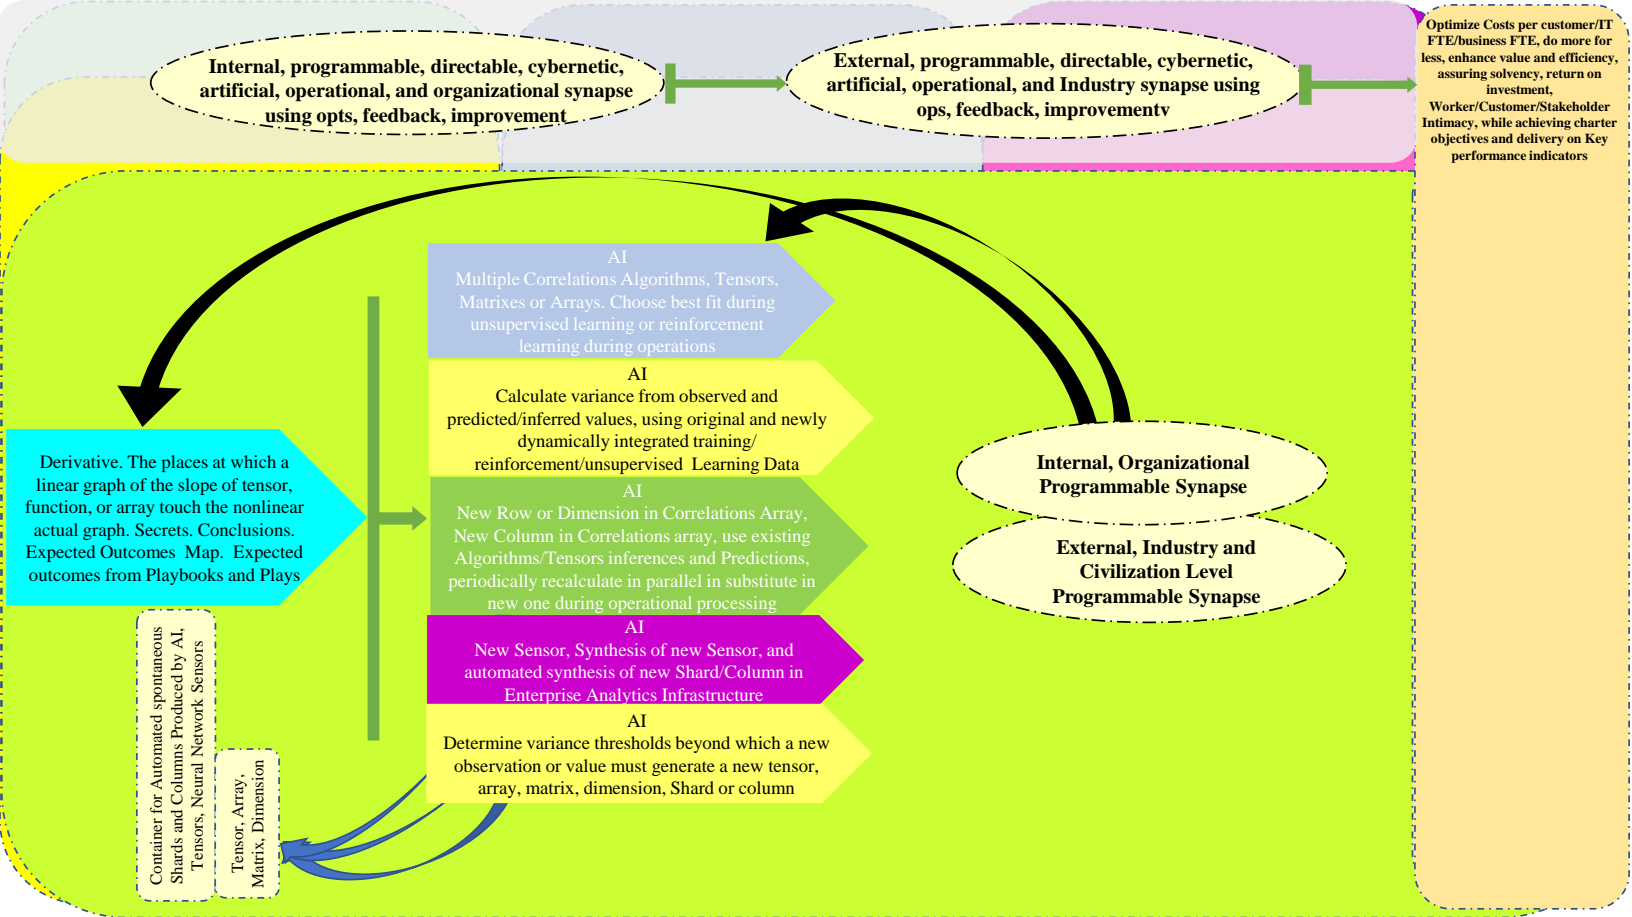 Internal, programmable, directable, cybernetic,
artificial, operational, and organizational synapse
using opts, feedback, improvement
External, programmable, directable, cybernetic,
artificial, operational, and Industry synapse using
ops, feedback, improvementv
Optimize Costs per customer/IT
FTE/business FTE, do more for
less, enhance value and efficiency,
assuring solvency, return on
investment,
Worker/Customer/Stakeholder
Intimacy, while achieving charter
objectives and delivery on Key
performance indicators
AI
Multiple Correlations Algorithms, Tensors,
Matrixes or Arrays. Choose best fit during
unsupervised learning or reinforcement
learning during operations
AI
Calculate variance from observed and
predicted/inferred values, using original and newly
dynamically integrated training/
reinforcement/unsupervised Learning Data
Derivative. The places at which a
linear graph of the slope of tensor,
function, or array touch the nonlinear
actual graph. Secrets. Conclusions.
Expected Outcomes Map. Expected
outcomes from Playbooks and Plays
AI
New Row or Dimension in Correlations Array,
New Column in Correlations array, use existing
Algorithms/Tensors inferences and Predictions,
periodically recalculate in parallel in substitute in
new one during operational processing
Internal, Organizational
Programmable Synapse
External, Industry and
Civilization Level
Programmable Synapse
AI
New Sensor, Synthesis of new Sensor, and
automated synthesis of new Shard/Column in
Enterprise Analytics Infrastructure
AI
Determine variance thresholds beyond which a new
observation or value must generate a new tensor,
array, matrix, dimension, Shard or column
Container for Automated spontaneous
Shards and Columns Produced by AI,
Tensors, Neural Network Sensors
Tensor, Array,
Matrix, Dimension